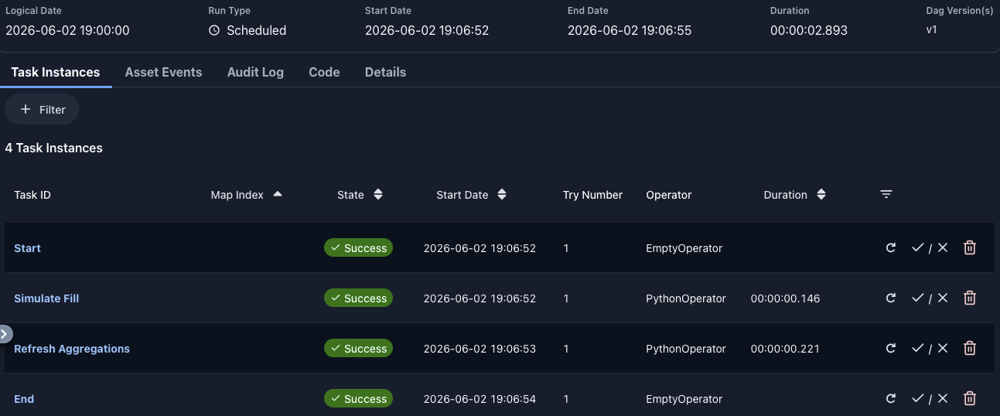 Logical Date Run Type Start Date End Date Duration Dag Version(s)
2026-06-02 19:00:00 Scheduled 2026-06-02 19:06:52 2026-06-02 19:06:55 00:00:02.893 v1
Task Instances Asset Events Audit Log Code Details
+ Filter
4 Task Instances
Task ID Map Index State Start Date Try Number Operator Duration
Start Success 2026-06-02 19:06:52 1 EmptyOperator /
Simulate Fill Success 2026-06-02 19:06:52 1 PythonOperator 00:00:00.146 /
Refresh Aggregations Success 2026-06-02 19:06:53 1 PythonOperator 00:00:00.221 /
End Success 2026-06-02 19:06:54 1 EmptyOperator /